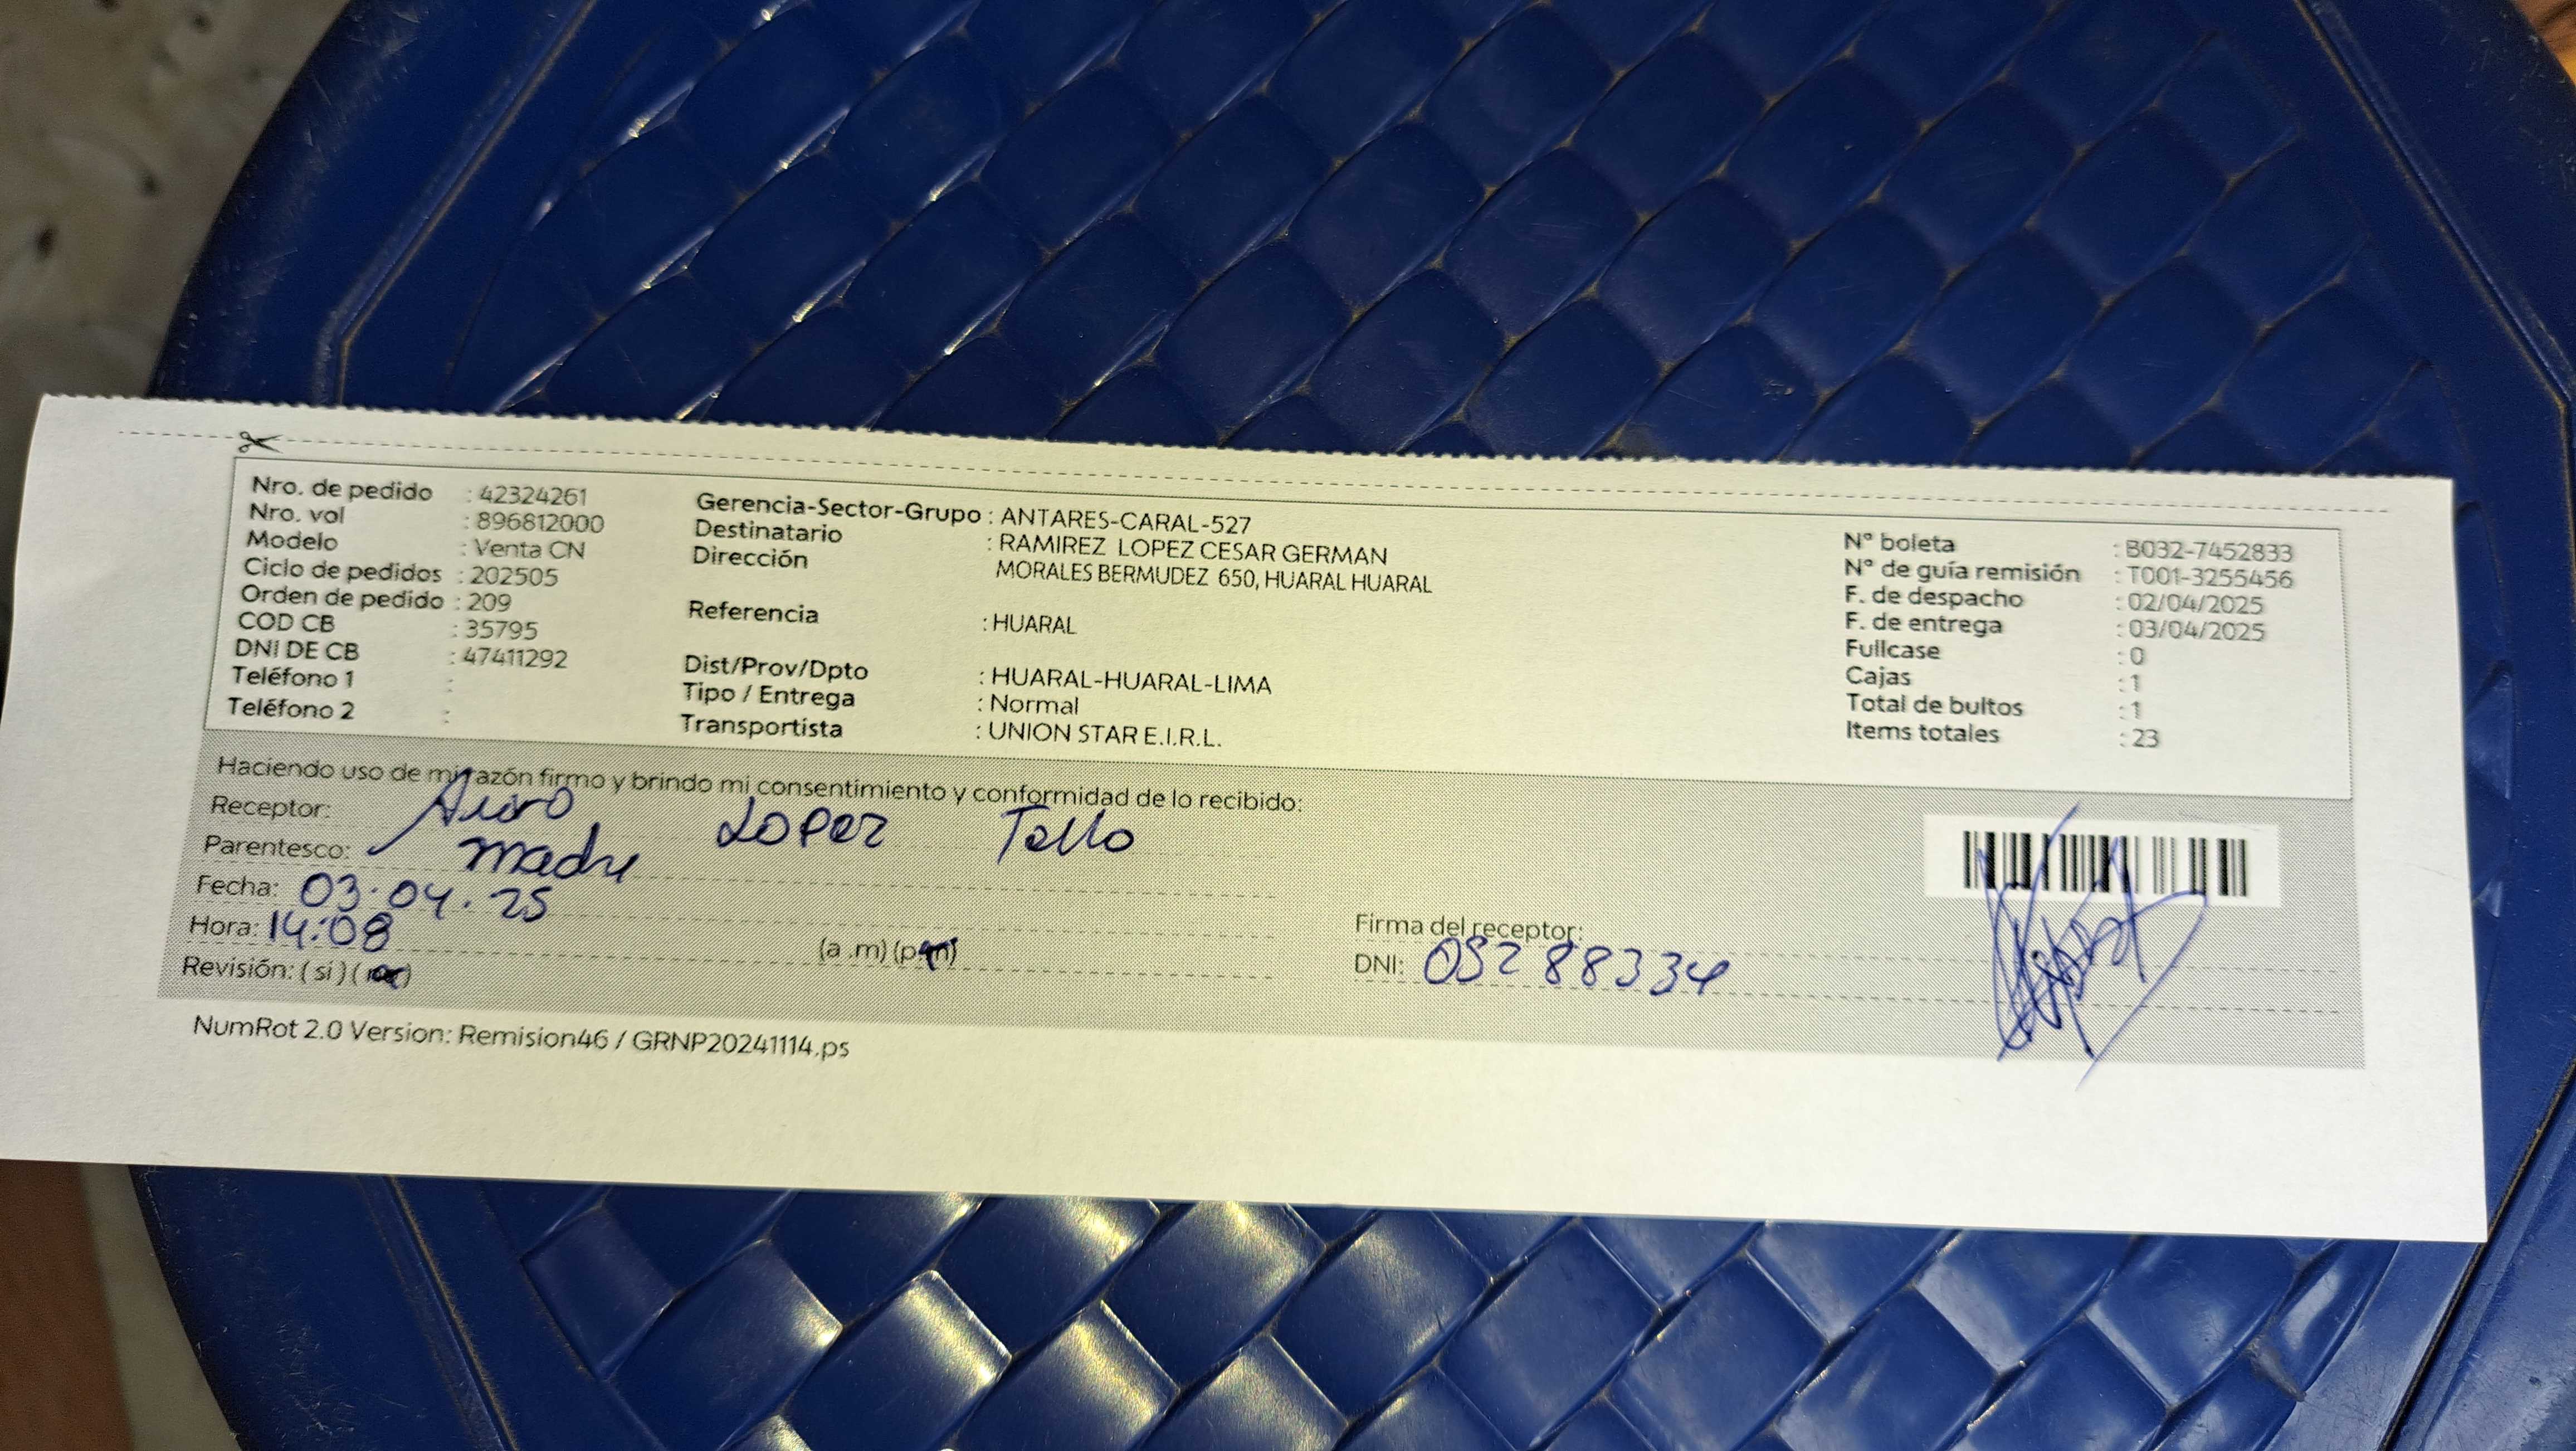 Nro. de pedido : 42324261
Nro. vol : 896812000
Modelo : Venta CN
Ciclo de pedidos : 202505
Orden de pedido : 209
COD CB : 35795
DNI DE CB : 47411292
Teléfono 1 :
Teléfono 2 :
Gerencia-Sector-Grupo : ANTARES-CARAL-527
Destinatario : RAMIREZ LOPEZ CESAR GERMAN
Dirección MORALES BERMUDEZ 650, HUARAL HUARAL
Referencia : HUARAL
Dist/Prov/Dpto : HUARAL-HUARAL-LIMA
Tipo / Entrega : Normal
Transportista : UNION STAR E.I.R.L.
N° boleta : B032-7452833
N° de guía remisión : T001-3255456
F. de despacho : 02/04/2025
F. de entrega : 03/04/2025
Fullcase : 0
Cajas : 1
Total de bultos : 1
Items totales : 23
Haciendo uso de mi razón firmo y brindo mi consentimiento y conformidad de lo recibido:
Receptor: Lopez Tello
Parentesco: madre
Fecha: 03.04.25
Hora: 14:08 (a .m) (p.m)
Revisión: ( si ) ( no )
Firma del receptor:
DNI: 05288334
NumRot 2.0 Version: Remision46 / GRNP20241114.ps